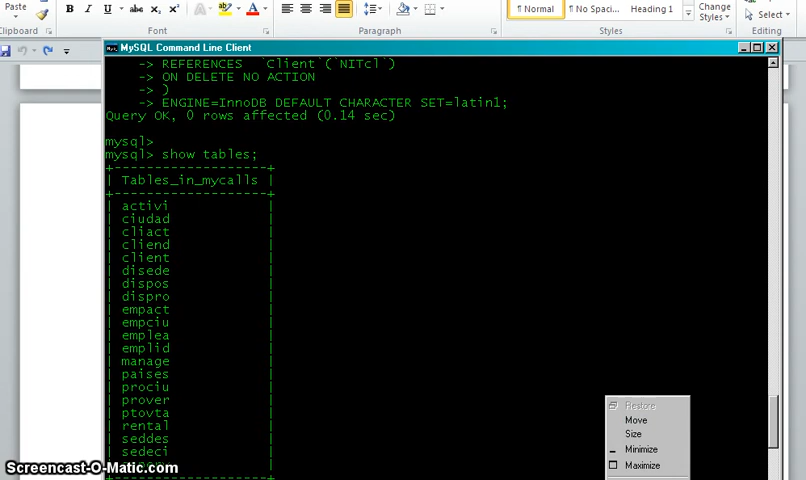 Paste
B I U abc X₂ X² A A
¶ Normal ¶ No Spaci... Heading 1
Change
Styles
Select
Clipboard Font Paragraph Styles Editing
MySQL Command Line Client
-> REFERENCES `Client`(`NITcl`)
-> ON DELETE NO ACTION
-> )
-> ENGINE=InnoDB DEFAULT CHARACTER SET=latin1;
Query OK, 0 rows affected (0.14 sec)
mysql>
mysql> show tables;
+-------------------+
| Tables_in_mycalls |
+-------------------+
| activi |
| ciudad |
| cliact |
| cliend |
| client |
| disede |
| dispos |
| dispro |
| empact |
| empciu |
| emplea |
| emplid |
| manage |
| paises |
| prociu |
| prover |
| ptovta |
| rental |
| seddes |
| sedeci |
Restore
Move
Size
Minimize
Maximize
Screencast-O-Matic.com